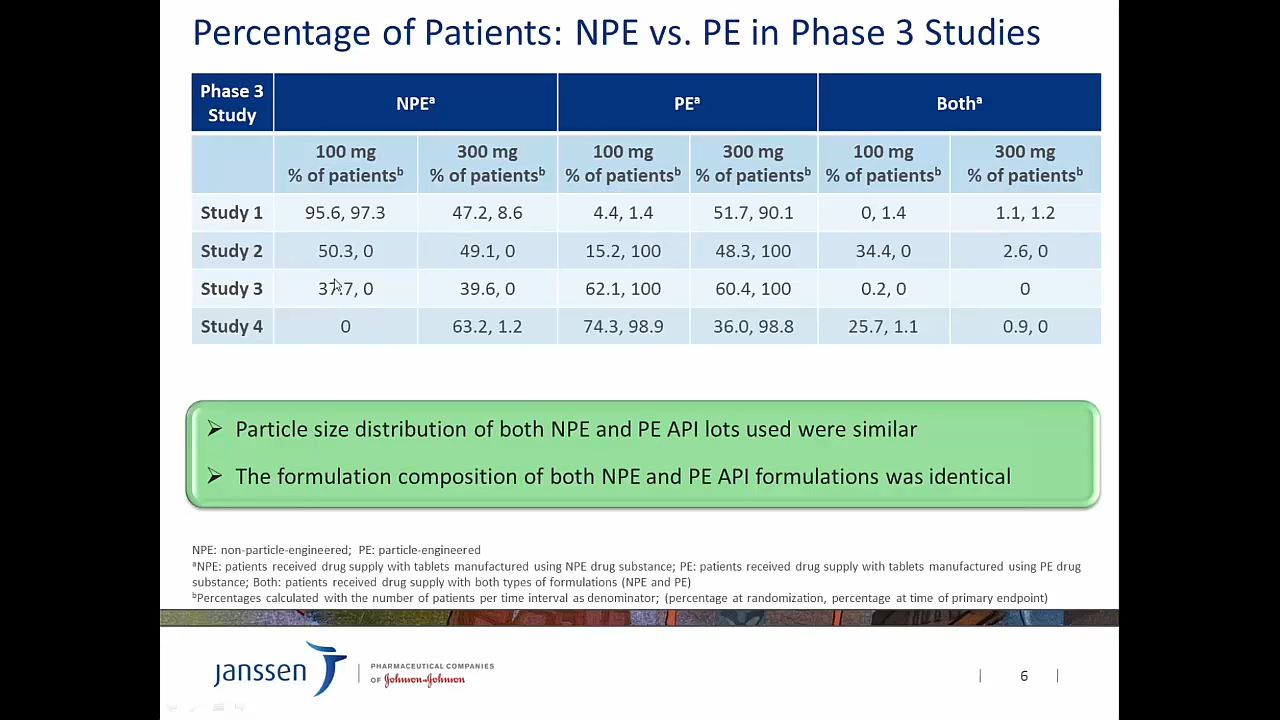 Percentage of Patients: NPE vs. PE in Phase 3 Studies
Phase 3 Study NPEᵃ PEᵃ Bothᵃ
100 mg % of patientsᵇ 300 mg % of patientsᵇ 100 mg % of patientsᵇ 300 mg % of patientsᵇ 100 mg % of patientsᵇ 300 mg % of patientsᵇ
Study 1 95.6, 97.3 47.2, 8.6 4.4, 1.4 51.7, 90.1 0, 1.4 1.1, 1.2
Study 2 50.3, 0 49.1, 0 15.2, 100 48.3, 100 34.4, 0 2.6, 0
Study 3 37.7, 0 39.6, 0 62.1, 100 60.4, 100 0.2, 0 0
Study 4 0 63.2, 1.2 74.3, 98.9 36.0, 98.8 25.7, 1.1 0.9, 0
➢ Particle size distribution of both NPE and PE API lots used were similar
➢ The formulation composition of both NPE and PE API formulations was identical
NPE: non-particle-engineered; PE: particle-engineered
ᵃNPE: patients received drug supply with tablets manufactured using NPE drug substance; PE: patients received drug supply with tablets manufactured using PE drug
substance; Both: patients received drug supply with both types of formulations (NPE and PE)
ᵇPercentages calculated with the number of patients per time interval as denominator; (percentage at randomization, percentage at time of primary endpoint)
janssen
PHARMACEUTICAL COMPANIES
OF Johnson & Johnson
| 6 |